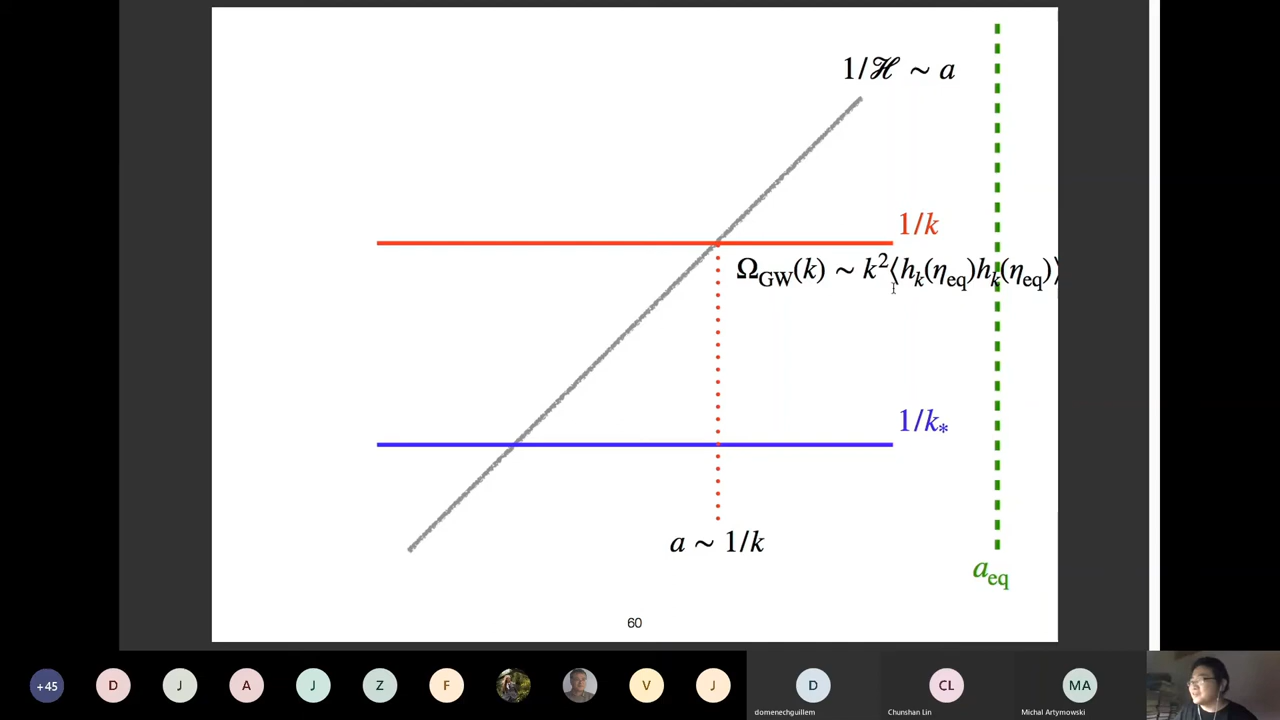 1/ℋ ~ a
1/k
Ω_GW(k) ~ k²⟨h_k(η_eq)h_k(η_eq)⟩
1/k_*
a ~ 1/k
a_eq
60
+45
D
J
A
J
Z
F
V
J
D
domenechguillem
CL
Chunshan Lin
MA
Michal Artymowski